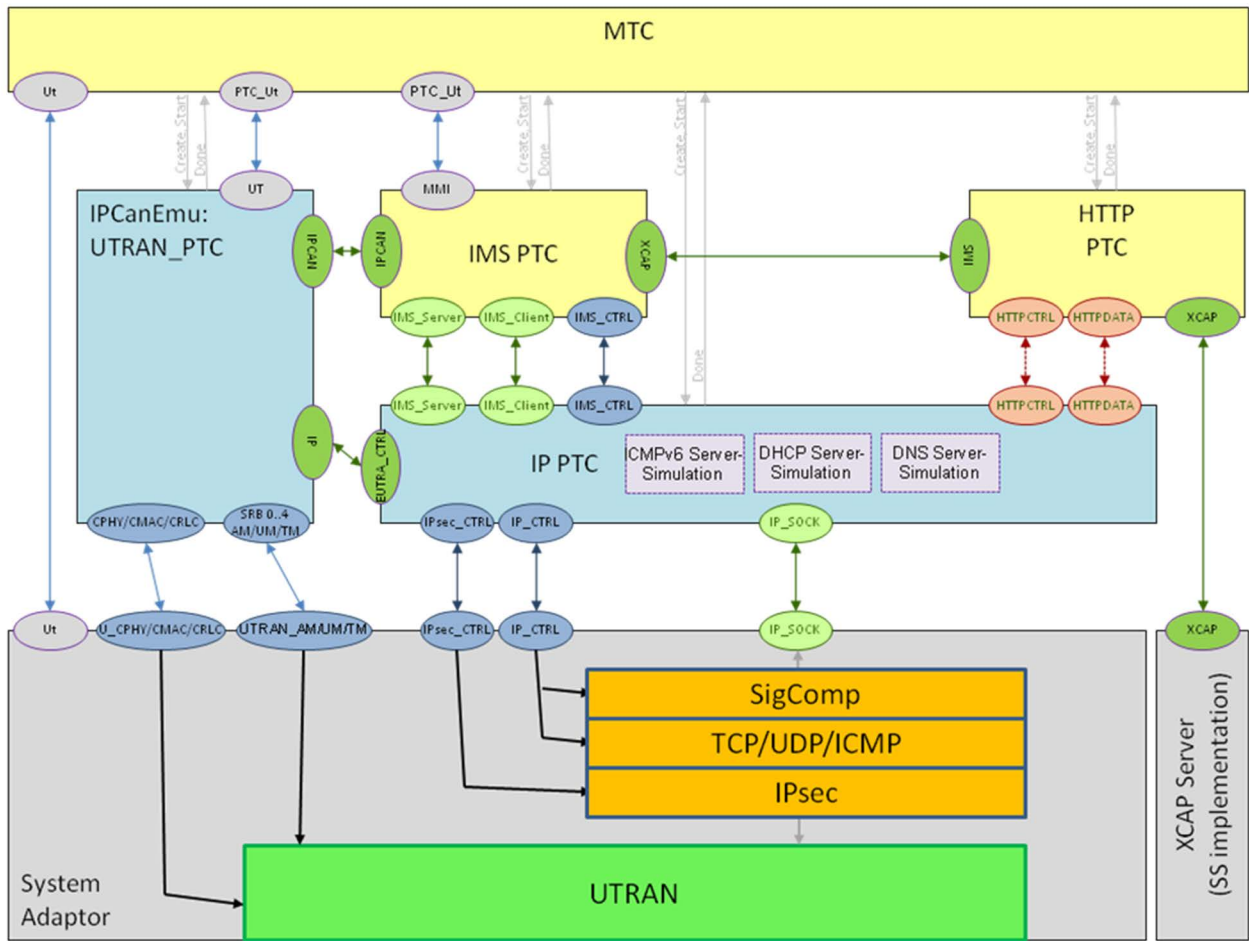 MTC
Ut
PTC_Ut
PTC_Ut
Create, Start
Done
Create, Start
Done
Create, Start
Done
Create, Start
Done
UT
MMI
IPCanEmu:
UTRAN_PTC
IPCAN
IPCAN
IMS PTC
XCAP
SMI
HTTP
PTC
IMS_Server
IMS_Client
IMS_CTRL
HTTPCTRL
HTTPDATA
XCAP
IMS_Server
IMS_Client
IMS_CTRL
HTTPCTRL
HTTPDATA
IP
EUTRA_CTRL
IP PTC
ICMPv6 Server-
Simulation
DHCP Server-
Simulation
DNS Server-
Simulation
CPHY/CMAC/CRLC
SRB 0..4
AM/UM/TM
IPsec_CTRL
IP_CTRL
IP_SOCK
Ut
U_CPHY/CMAC/CRLC
UTRAN_AM/UM/TM
IPsec_CTRL
IP_CTRL
IP_SOCK
XCAP
SigComp
TCP/UDP/ICMP
IPsec
UTRAN
System
Adaptor
XCAP Server
(SS implementation)